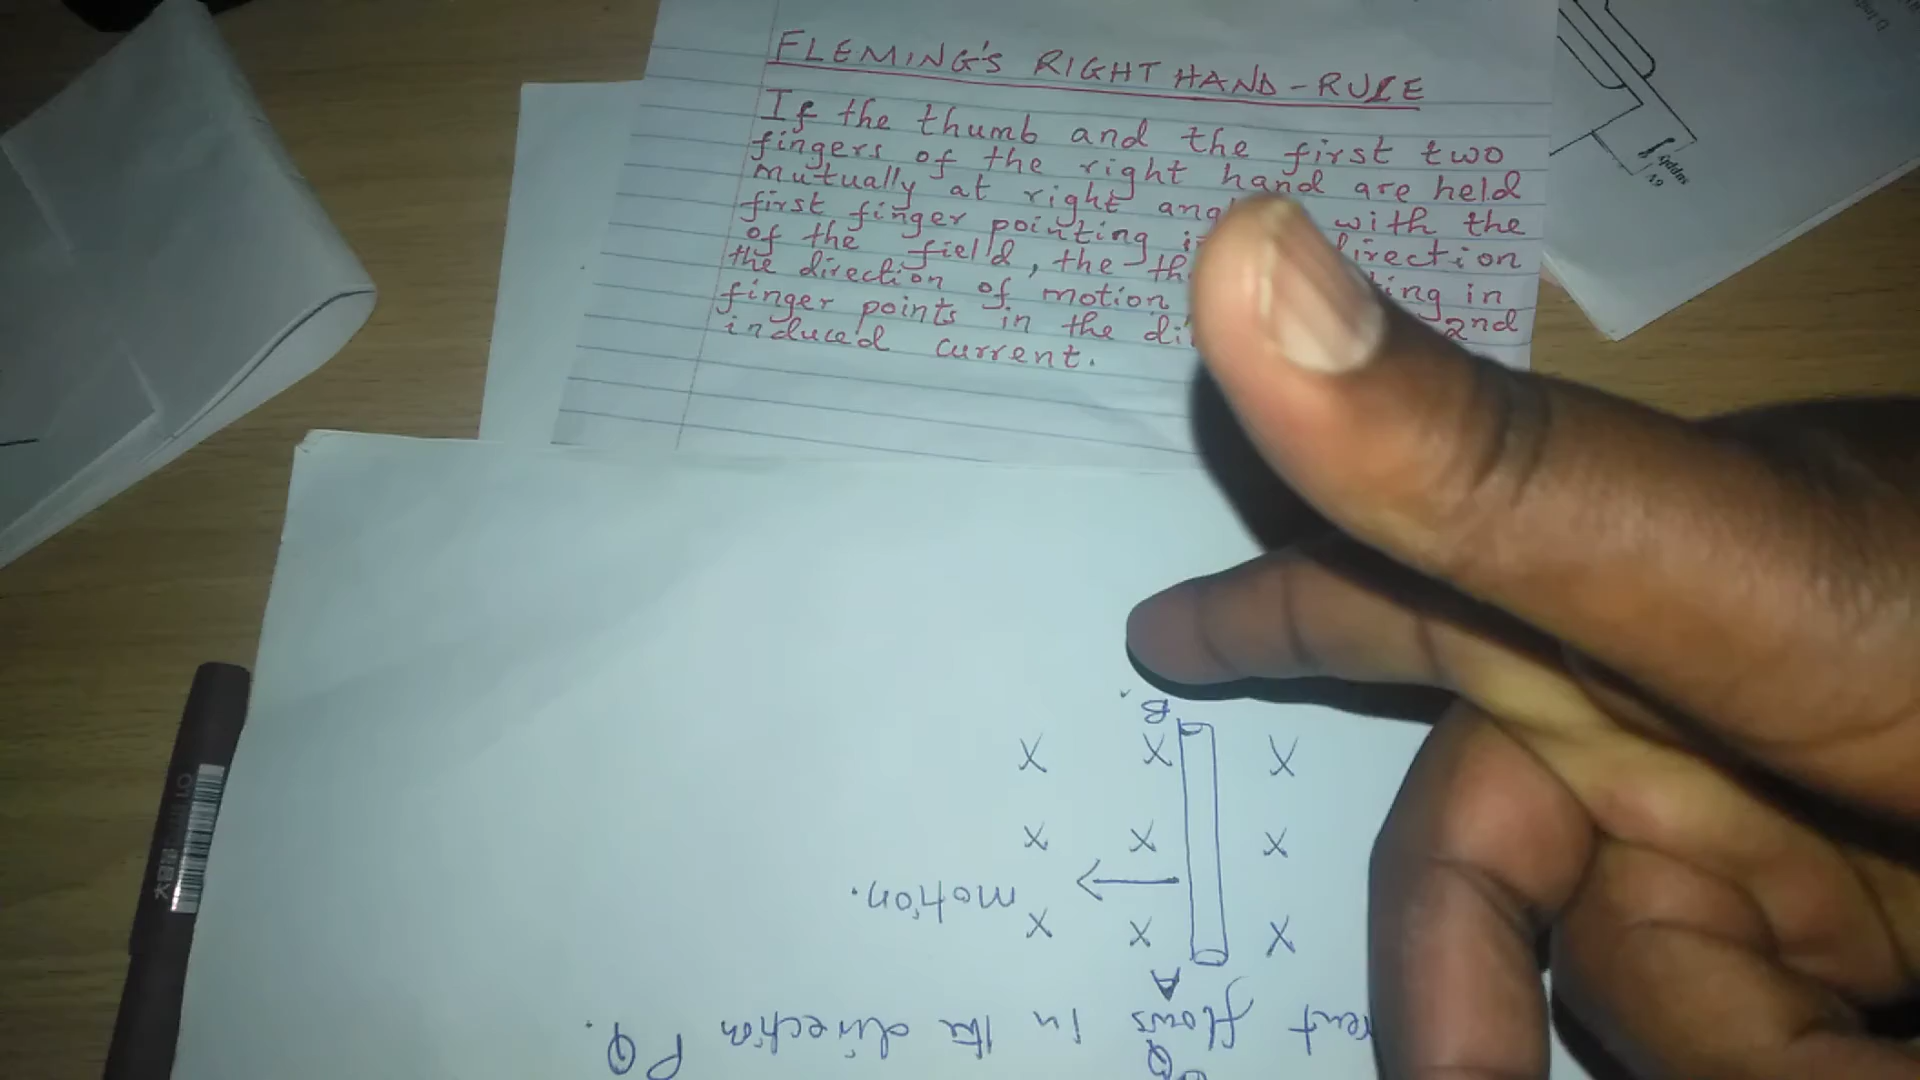 FLEMING'S RIGHT HAND-RULE
If the thumb and the first two
fingers of the right hand are held
mutually at right with the
first finger pointing direction
of the field, the
the direction of motion in
finger points in the 2nd
induced current.
B
X X X
X X X
motion.
X X X
A
flows in the direction PQ.
Q
supply